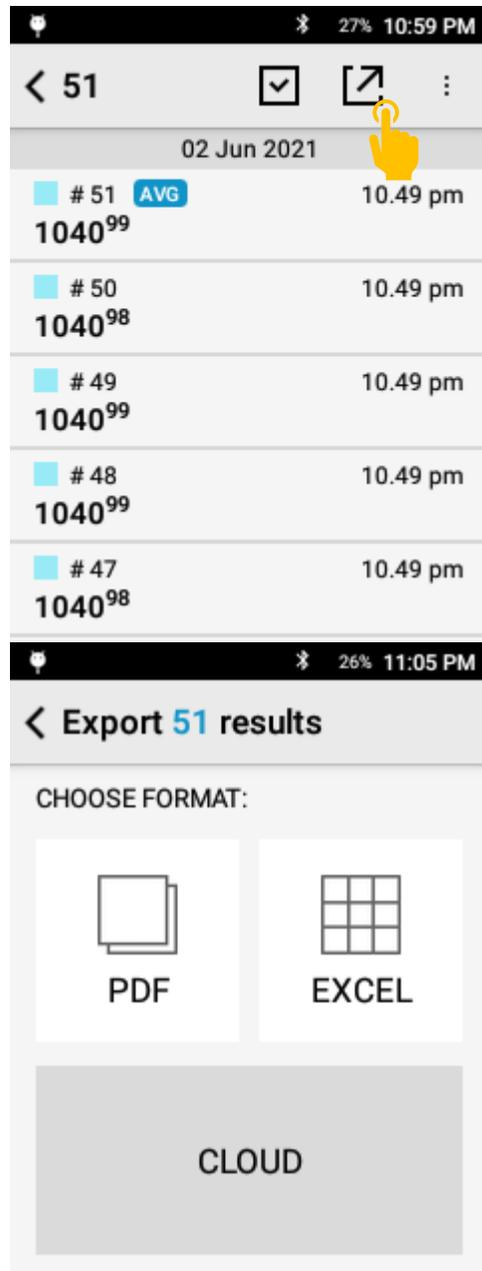 27% 10:59 PM
51
02 Jun 2021
# 51 AVG 10.49 pm
1040⁹⁹
# 50 10.49 pm
1040⁹⁸
# 49 10.49 pm
1040⁹⁹
# 48 10.49 pm
1040⁹⁹
# 47 10.49 pm
1040⁹⁸
26% 11:05 PM
Export 51 results
CHOOSE FORMAT:
PDF EXCEL
CLOUD